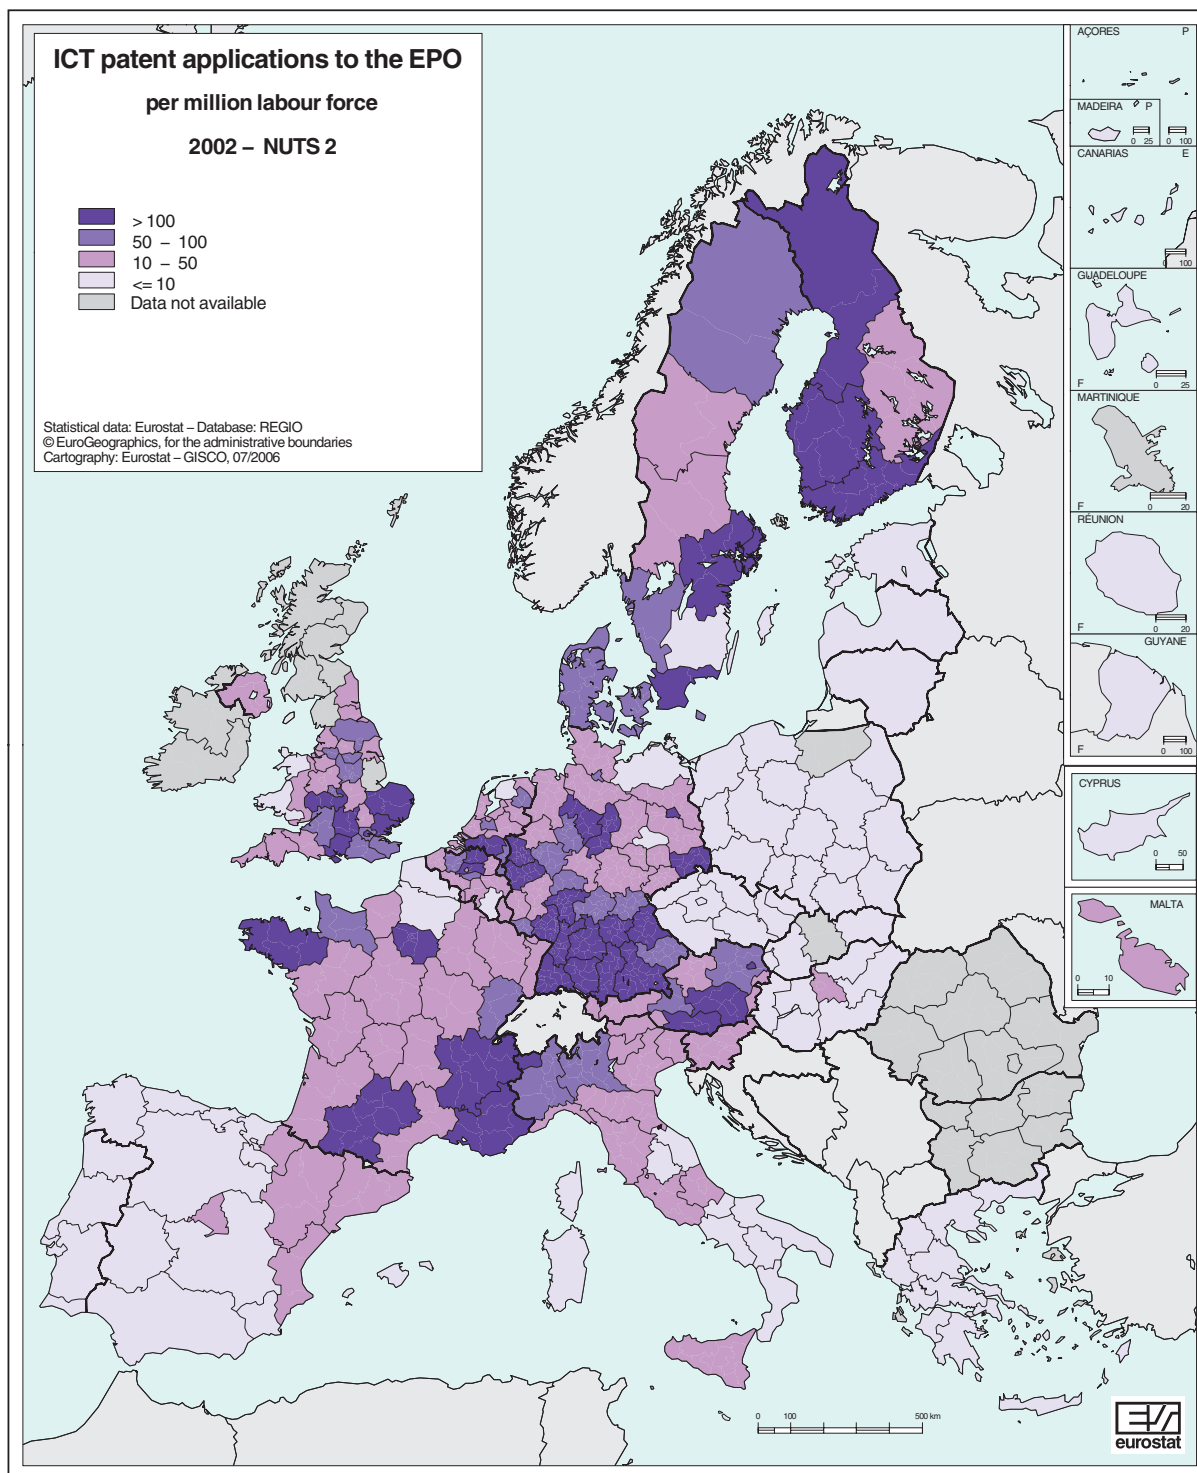 ICT patent applications to the EPO
per million labour force
2002 – NUTS 2
> 100
50 – 100
10 – 50
<= 10
Data not available
Statistical data: Eurostat – Database: REGIO
© EuroGeographics, for the administrative boundaries
Cartography: Eurostat – GISCO, 07/2006
AÇORES P
MADEIRA P
0 25 0 100
CANARIAS E
0 100
GUADELOUPE
F 0 25
MARTINIQUE
F 0 20
RÉUNION
F 0 20
GUYANE
F 0 100
CYPRUS
0 50
MALTA
0 10
0 100 500 km
eurostat